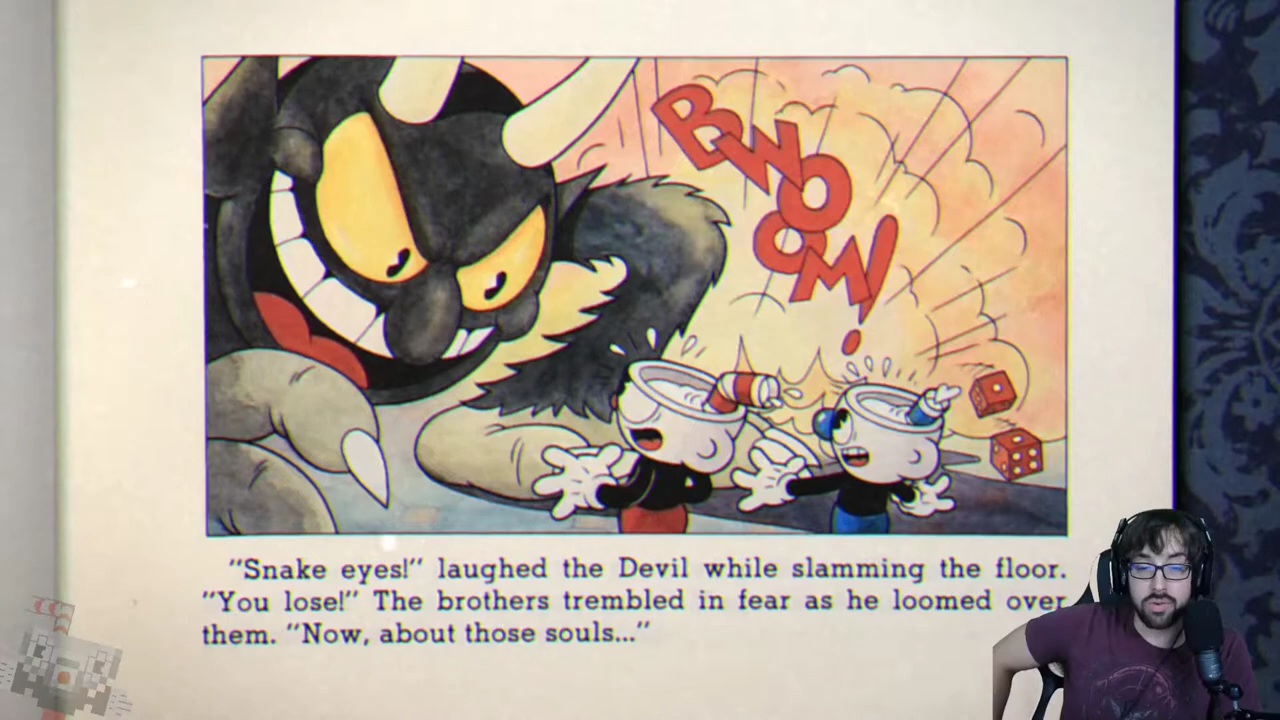 BWOOM!
"Snake eyes!" laughed the Devil while slamming the floor.
"You lose!" The brothers trembled in fear as he loomed over
them. "Now, about those souls..."